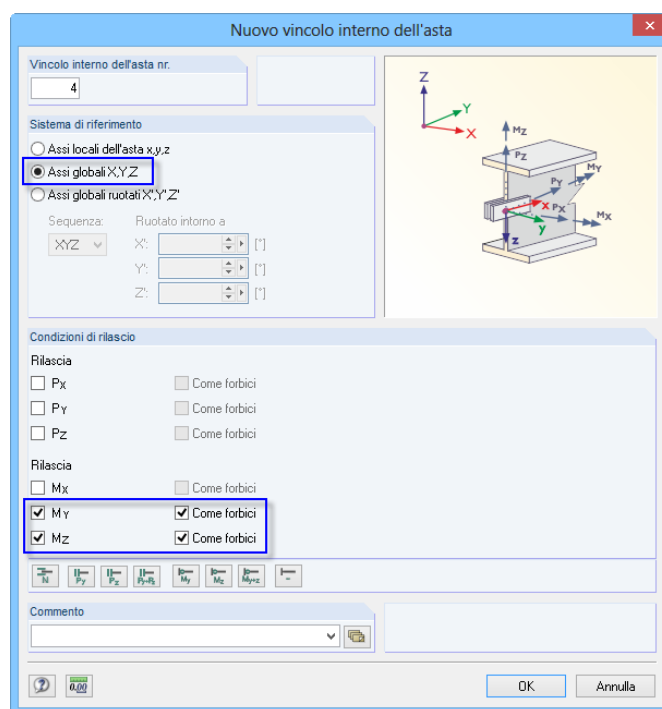 Nuovo vincolo interno dell'asta
Vincolo interno dell'asta nr.
4
Sistema di riferimento
Assi locali dell'asta x,y,z
Assi globali X,Y,Z
Assi globali ruotati X',Y',Z'
Sequenza: Ruotato intorno a
XYZ X': [°]
Y': [°]
Z': [°]
Z
Y
X
MZ
PZ
MY
PY
x PX
MX
y
z
Condizioni di rilascio
Rilascia
PX Come forbici
PY Come forbici
PZ Come forbici
Rilascia
MX Come forbici
MY Come forbici
MZ Come forbici
N Py Pz Py-Pz My Mz My+z
Commento
0.00
OK Annulla